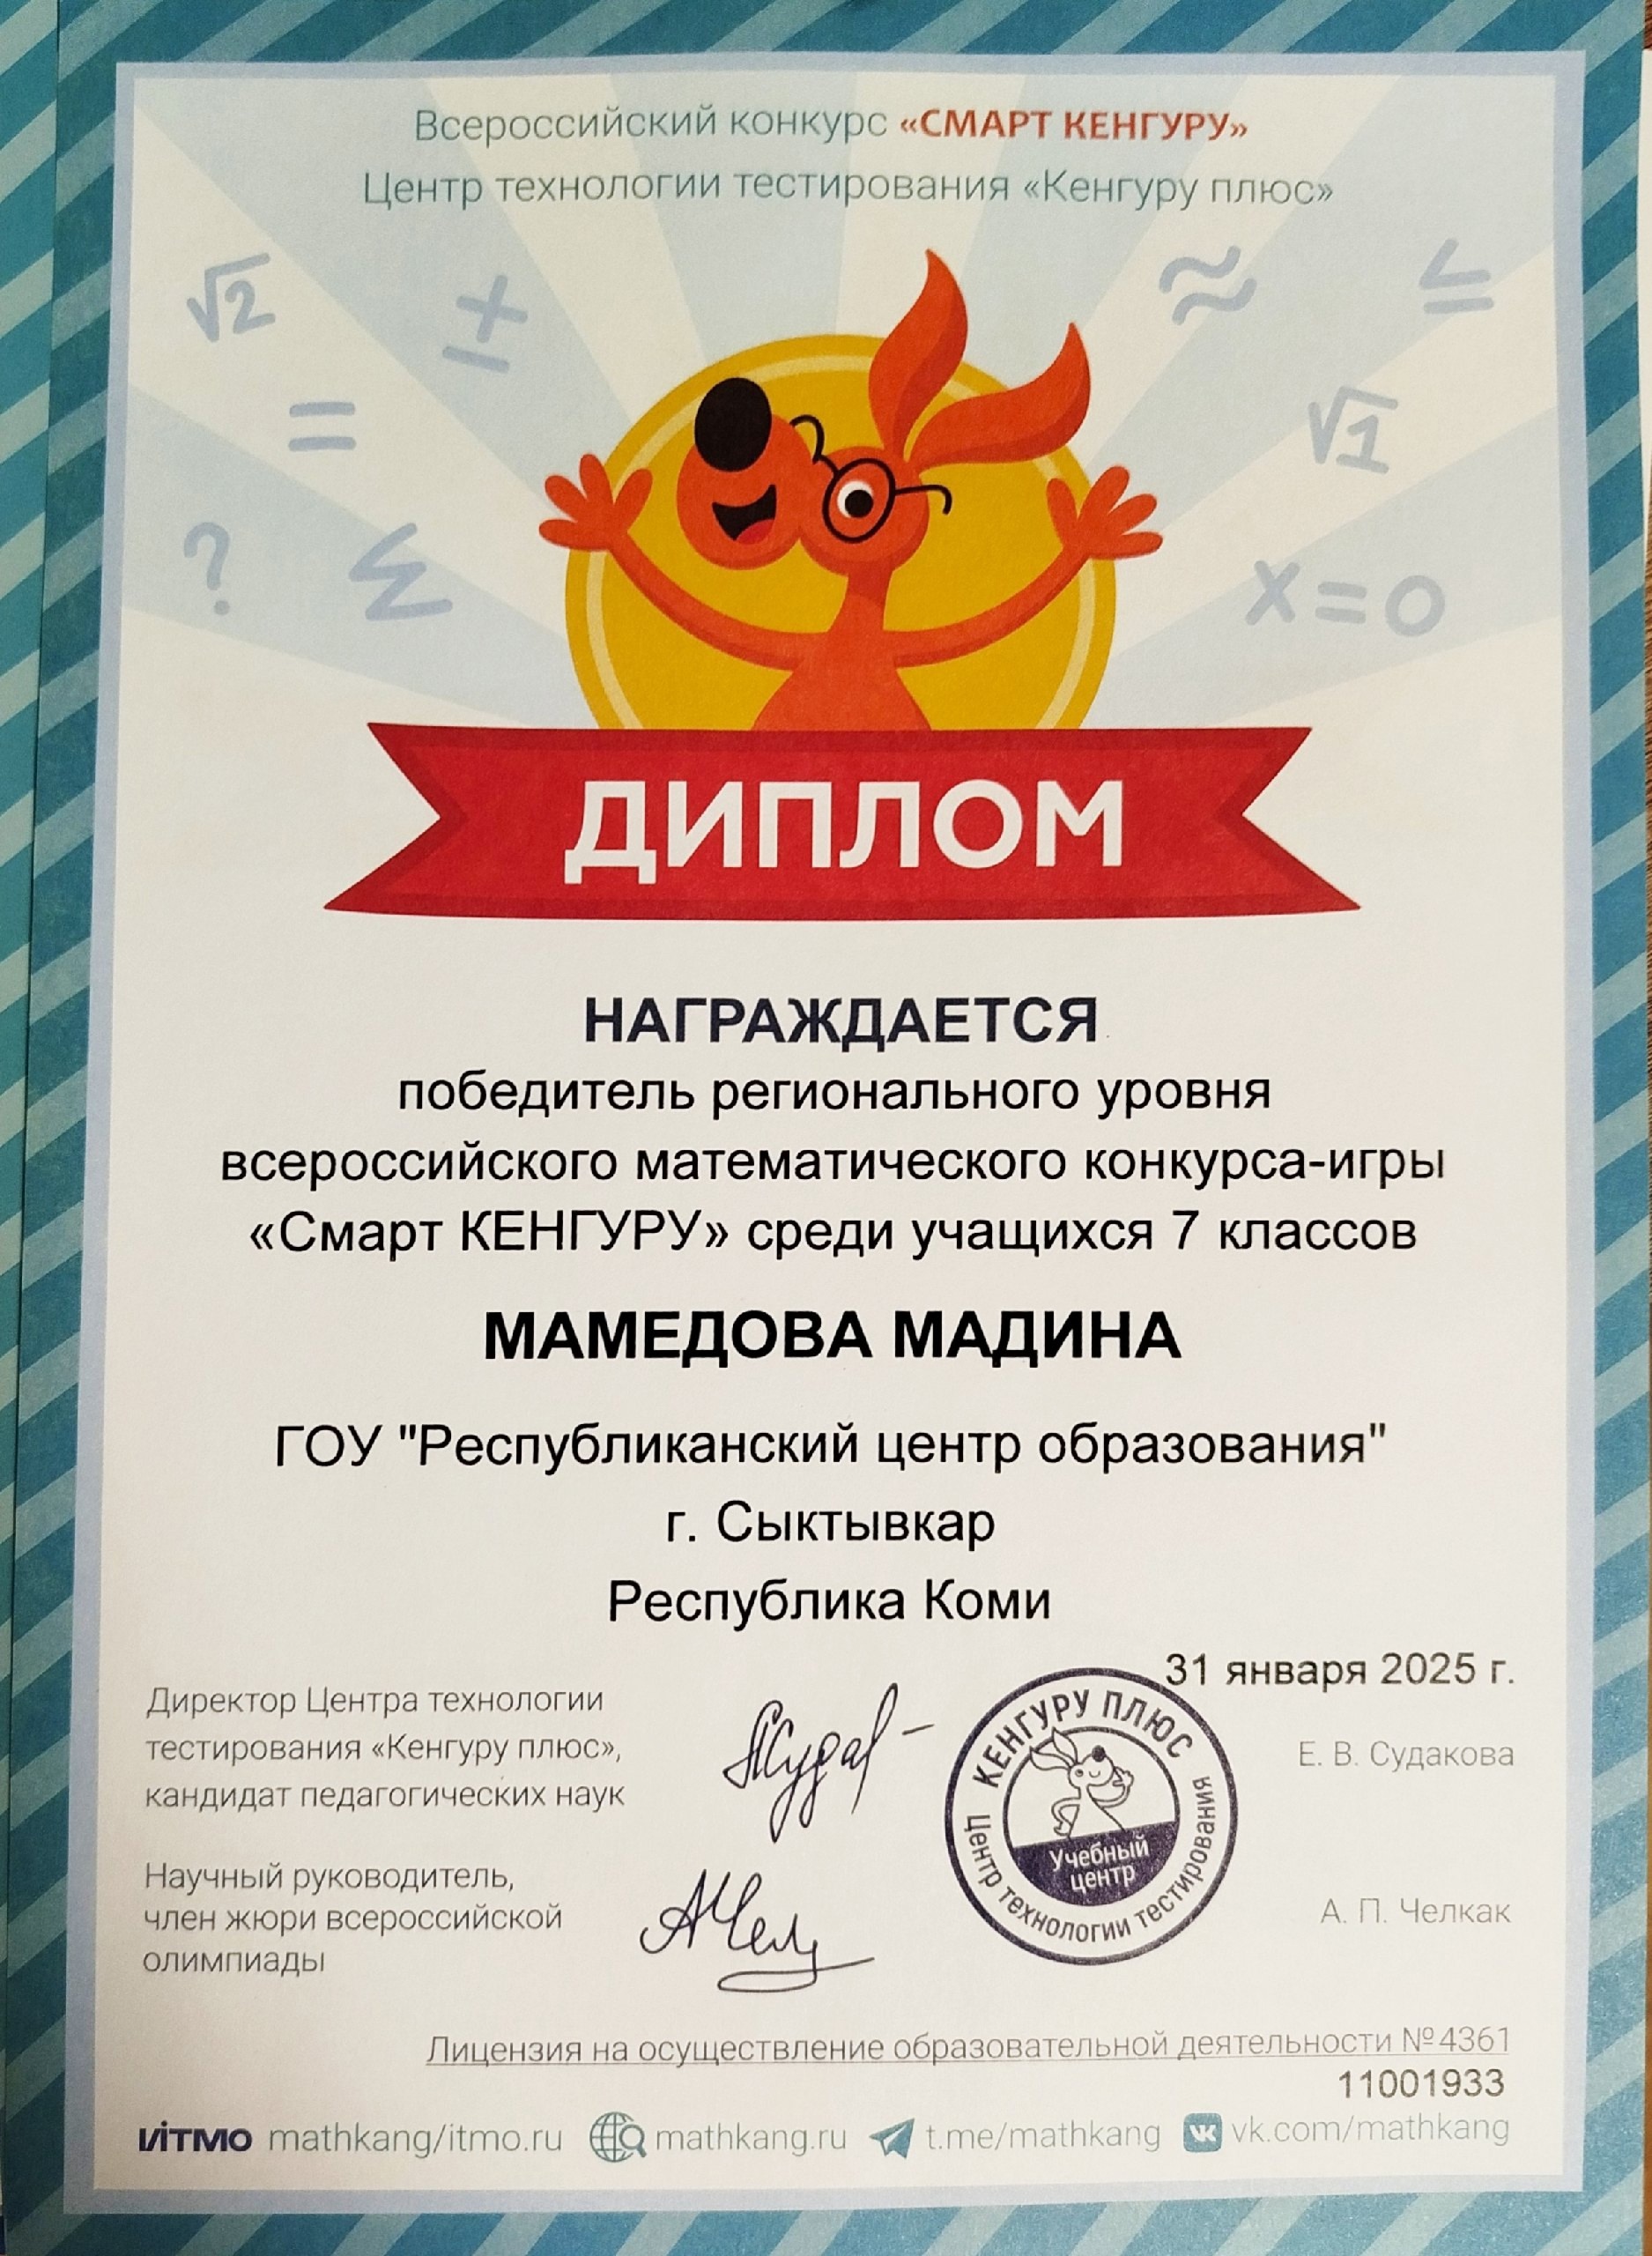 Всероссийский конкурс «СМАРТ КЕНГУРУ»
Центр технологии тестирования «Кенгуру плюс»
√2
±
=
?
Σ
≈
≤
√1
x=0
ДИПЛОМ
НАГРАЖДАЕТСЯ
победитель регионального уровня
всероссийского математического конкурса-игры
«Смарт КЕНГУРУ» среди учащихся 7 классов
МАМЕДОВА МАДИНА
ГОУ "Республиканский центр образования"
г. Сыктывкар
Республика Коми
31 января 2025 г.
Директор Центра технологии
тестирования «Кенгуру плюс»,
кандидат педагогических наук
Е. В. Судакова
КЕНГУРУ ПЛЮС
Учебный
центр
Центр технологии тестирования
Научный руководитель,
член жюри всероссийской
олимпиады
А. П. Челкак
Лицензия на осуществление образовательной деятельности №4361
11001933
ИТМО mathkang/itmo.ru mathkang.ru t.me/mathkang vk.com/mathkang